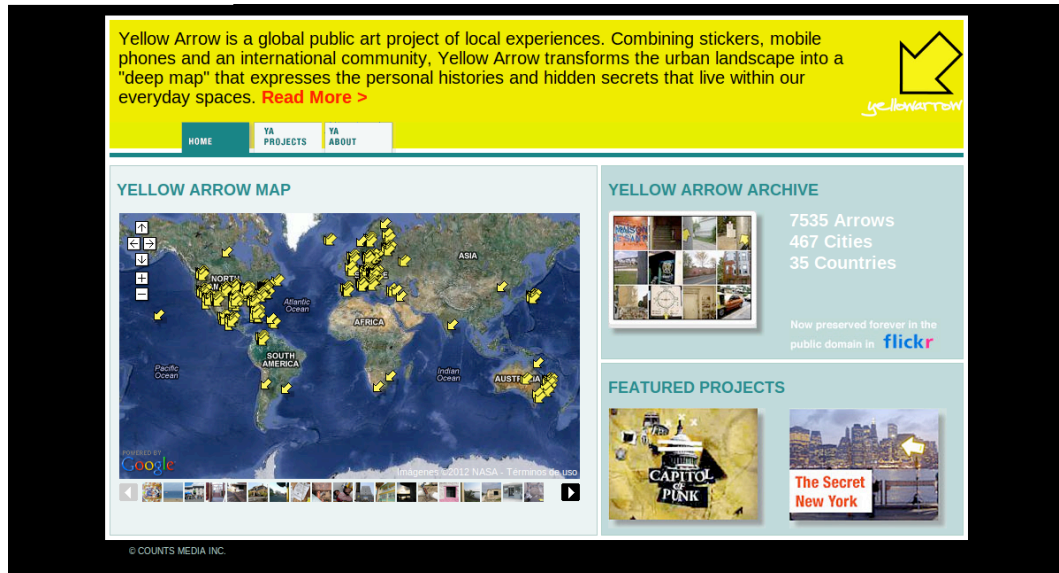 Yellow Arrow is a global public art project of local experiences. Combining stickers, mobile
phones and an international community, Yellow Arrow transforms the urban landscape into a
"deep map" that expresses the personal histories and hidden secrets that live within our
everyday spaces. Read More >
yellowarrow
HOME
YA
PROJECTS
YA
ABOUT
YELLOW ARROW MAP
NORTH
ASIA
Atlantic
Ocean
AFRICA
SOUTH
AMERICA
Pacific
Ocean
Indian
Ocean
POWERED BY
Google
Imágenes ©2012 NASA - Términos de uso
© COUNTS MEDIA INC.
YELLOW ARROW ARCHIVE
7535 Arrows
467 Cities
35 Countries
Now preserved forever in the
public domain in flickr
FEATURED PROJECTS
CAPITOL
OF
PUNK
The Secret
New York